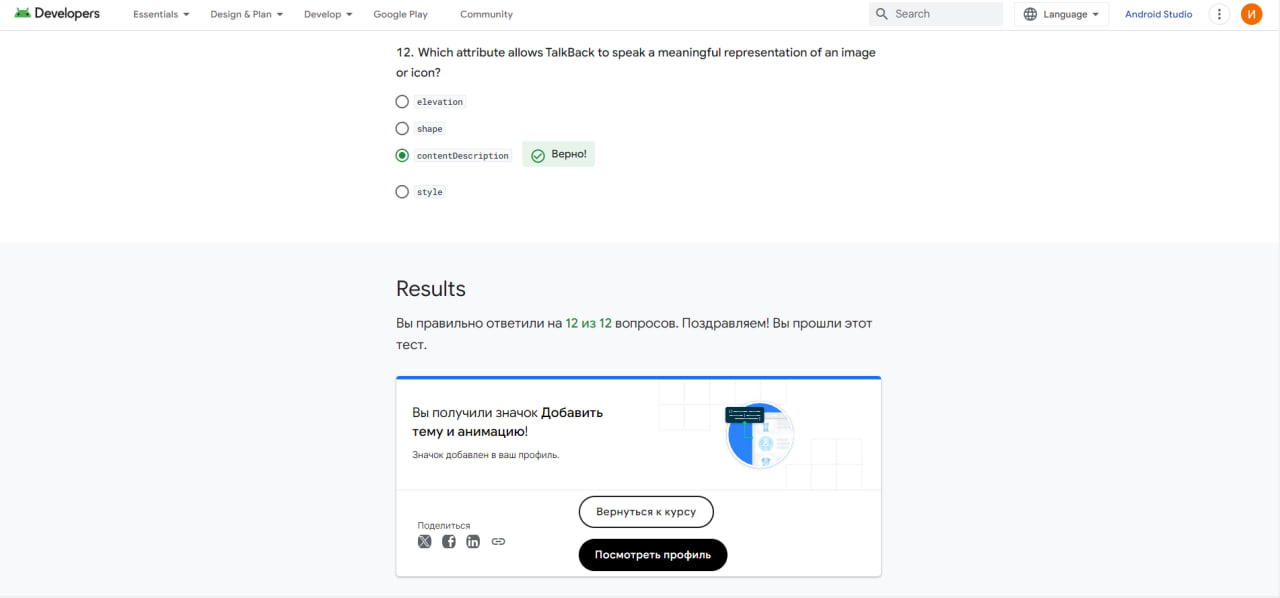 Developers Essentials Design & Plan Develop Google Play Community Search Language Android Studio И
12. Which attribute allows TalkBack to speak a meaningful representation of an image
or icon?
elevation
shape
contentDescription Верно!
style
Results
Вы правильно ответили на 12 из 12 вопросов. Поздравляем! Вы прошли этот
тест.
Вы получили значок Добавить
тему и анимацию!
Значок добавлен в ваш профиль.
Поделиться
Вернуться к курсу
Посмотреть профиль